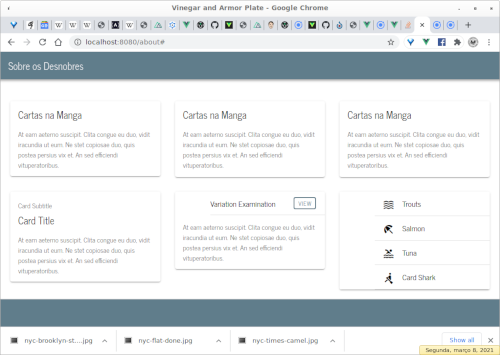 Vinegar and Armor Plate - Google Chrome
localhost:8080/about#
Sobre os Desnobres
Cartas na Manga
At eam aeterno suscipit. Clita congue eu duo, vidit
iracundia ut eum. Ne stet copiosae duo, quis
postea persius vix et. An sed efficiendi
vituperatoribus.
Cartas na Manga
At eam aeterno suscipit. Clita congue eu duo, vidit
iracundia ut eum. Ne stet copiosae duo, quis
postea persius vix et. An sed efficiendi
vituperatoribus.
Cartas na Manga
At eam aeterno suscipit. Clita congue eu duo, vidit
iracundia ut eum. Ne stet copiosae duo, quis
postea persius vix et. An sed efficiendi
vituperatoribus.
Card Subtitle
Card Title
At eam aeterno suscipit. Clita congue eu duo, vidit
iracundia ut eum. Ne stet copiosae duo, quis
postea persius vix et. An sed efficiendi
vituperatoribus.
Variation Examination
VIEW
At eam aeterno suscipit. Clita congue eu duo, vidit
iracundia ut eum. Ne stet copiosae duo, quis
postea persius vix et. An sed efficiendi
vituperatoribus.
Trouts
Salmon
Tuna
Card Shark
nyc-brooklyn-st....jpg
nyc-flat-done.jpg
nyc-times-camel.jpg
Show all
Segunda, março 8, 2021